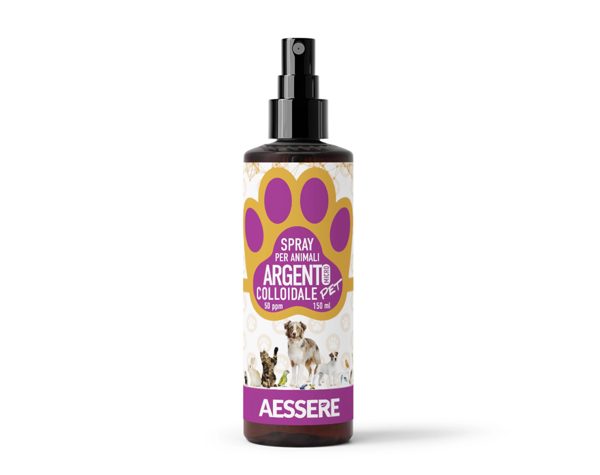 SPRAY
PER ANIMALI
ARGENTO
MICRO
COLLOIDALE PET
50 ppm 150 ml
AESSERE